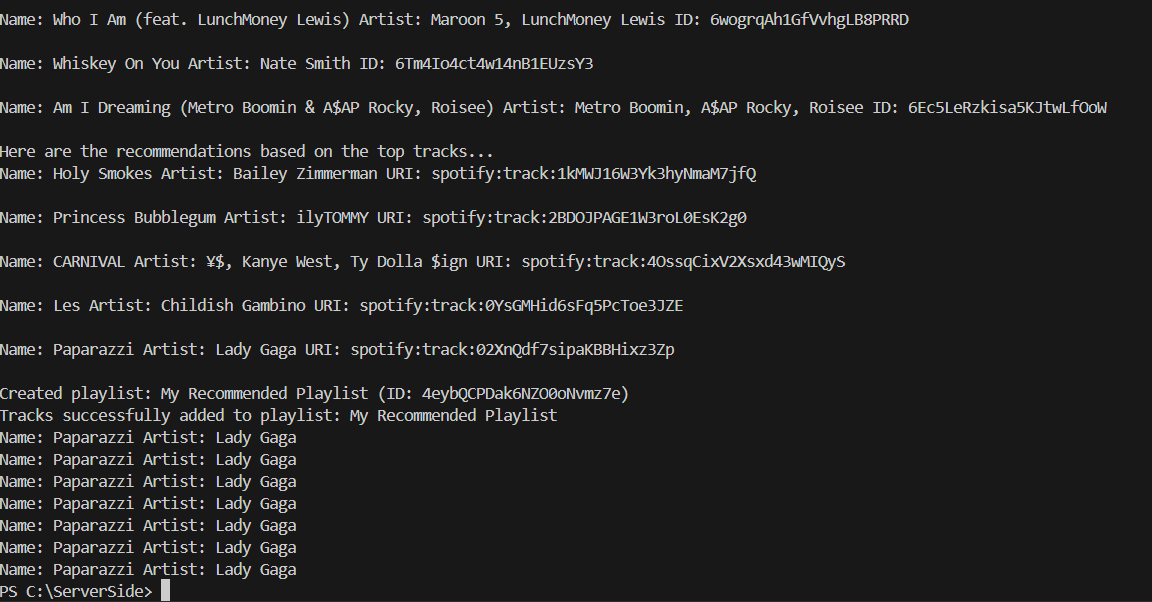 Name: Who I Am (feat. LunchMoney Lewis) Artist: Maroon 5, LunchMoney Lewis ID: 6wogrqAh1GfVvhgLB8PRRD
Name: Whiskey On You Artist: Nate Smith ID: 6Tm4Io4ct4w14nB1EUzsY3
Name: Am I Dreaming (Metro Boomin & A$AP Rocky, Roisee) Artist: Metro Boomin, A$AP Rocky, Roisee ID: 6Ec5LeRzkisa5KJtwLfOoW
Here are the recommendations based on the top tracks...
Name: Holy Smokes Artist: Bailey Zimmerman URI: spotify:track:1kMWJ16W3Yk3hyNmaM7jfQ
Name: Princess Bubblegum Artist: ilyTOMMY URI: spotify:track:2BDOJPAGE1W3roL0EsK2g0
Name: CARNIVAL Artist: ¥$, Kanye West, Ty Dolla $ign URI: spotify:track:4OssqCixV2Xsxd43wMIQyS
Name: Les Artist: Childish Gambino URI: spotify:track:0YsGMHid6sFq5PcToe3JZE
Name: Paparazzi Artist: Lady Gaga URI: spotify:track:02XnQdf7sipaKBBHixz3Zp
Created playlist: My Recommended Playlist (ID: 4eybQCPDak6NZO0oNvmz7e)
Tracks successfully added to playlist: My Recommended Playlist
Name: Paparazzi Artist: Lady Gaga
Name: Paparazzi Artist: Lady Gaga
Name: Paparazzi Artist: Lady Gaga
Name: Paparazzi Artist: Lady Gaga
Name: Paparazzi Artist: Lady Gaga
Name: Paparazzi Artist: Lady Gaga
Name: Paparazzi Artist: Lady Gaga
PS C:\ServerSide>